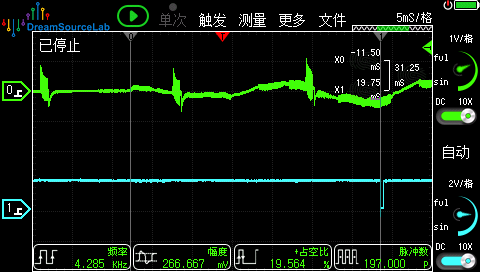 DreamSourceLab
单次 触发 测量 更多 文件 5mS/格
已停止
0 T
X0 -11.50 mS
31.25 mS
X1 19.75 mS
1V/格
ful
sin
DC 10X
自动
2V/格
ful
sin
DC 10X
0
1
频率
4.285 KHz
幅度
266.667 mV
+占空比
19.564 %
脉冲数
197.000 P